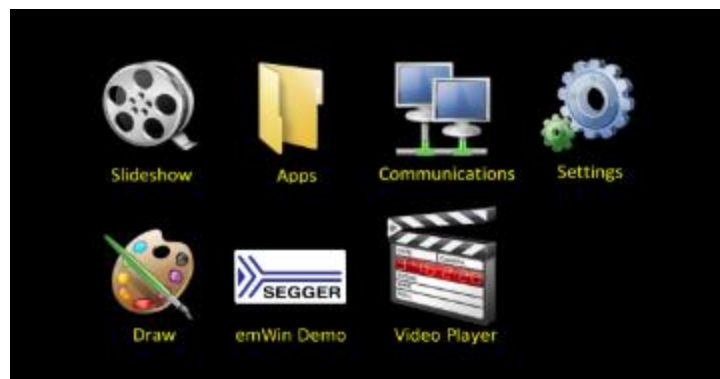 Slideshow
Apps
Communications
Settings
SEGGER
Draw
emWin Demo
Video Player